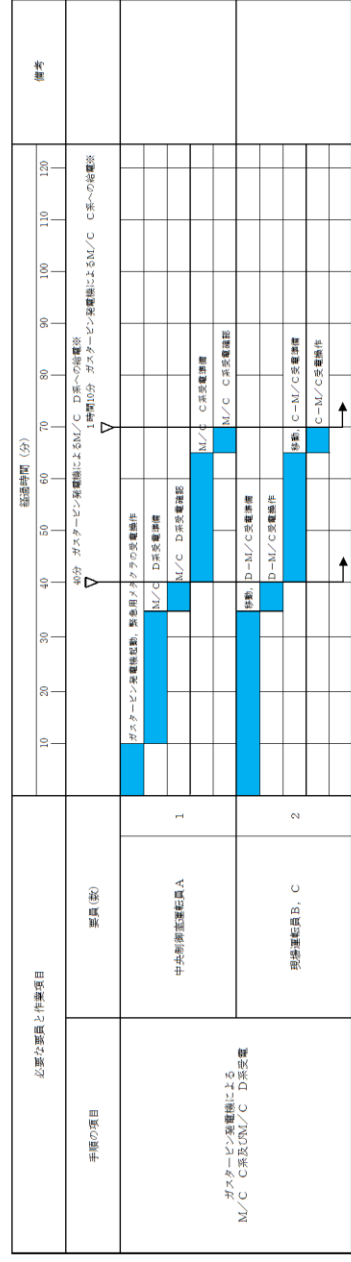 必要な要員と作業項目
経過時間（分）
備考
10 20 30 40 50 60 70 80 90 100 110 120
手順の項目
要員(数)
40分 ガスタービン発電機によるM／C D系への給電※
1時間10分 ガスタービン発電機によるM／C C系への給電※
ガスタービン発電機による
M／C C系及びM／C D系受電
中央制御室運転員A
1
ガスタービン発電機起動，緊急用メタクラの受電操作
M／C D系受電準備
M／C D系受電確認
M／C C系受電準備
M／C C系受電確認
現場運転員B，C
2
移動，D－M／C受電準備
D－M／C受電操作
移動，C－M／C受電準備
C－M／C受電操作